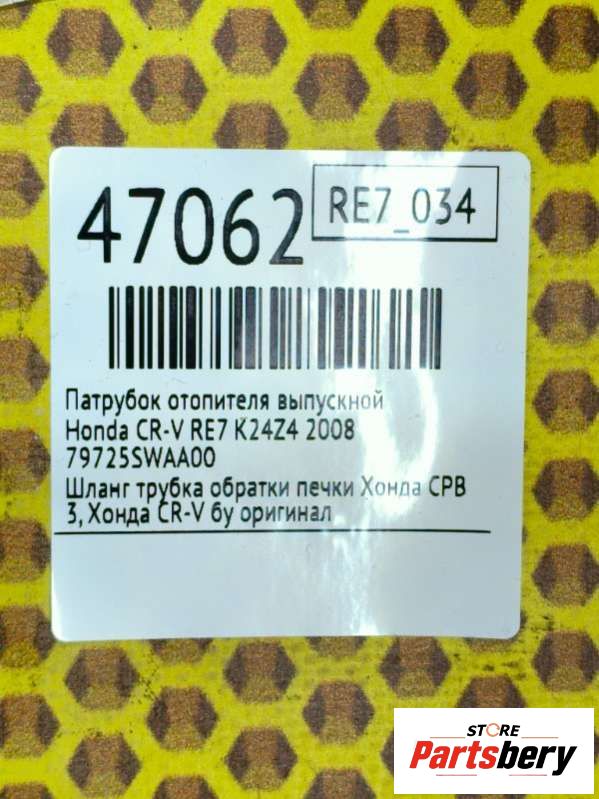 47062
RE7_034
Патрубок отопителя выпускной
Honda CR-V RE7 K24Z4 2008
79725SWAA00
Шланг трубка обратки печки Хонда СРВ
3, Хонда CR-V бу оригинал
STORE
Partsbery